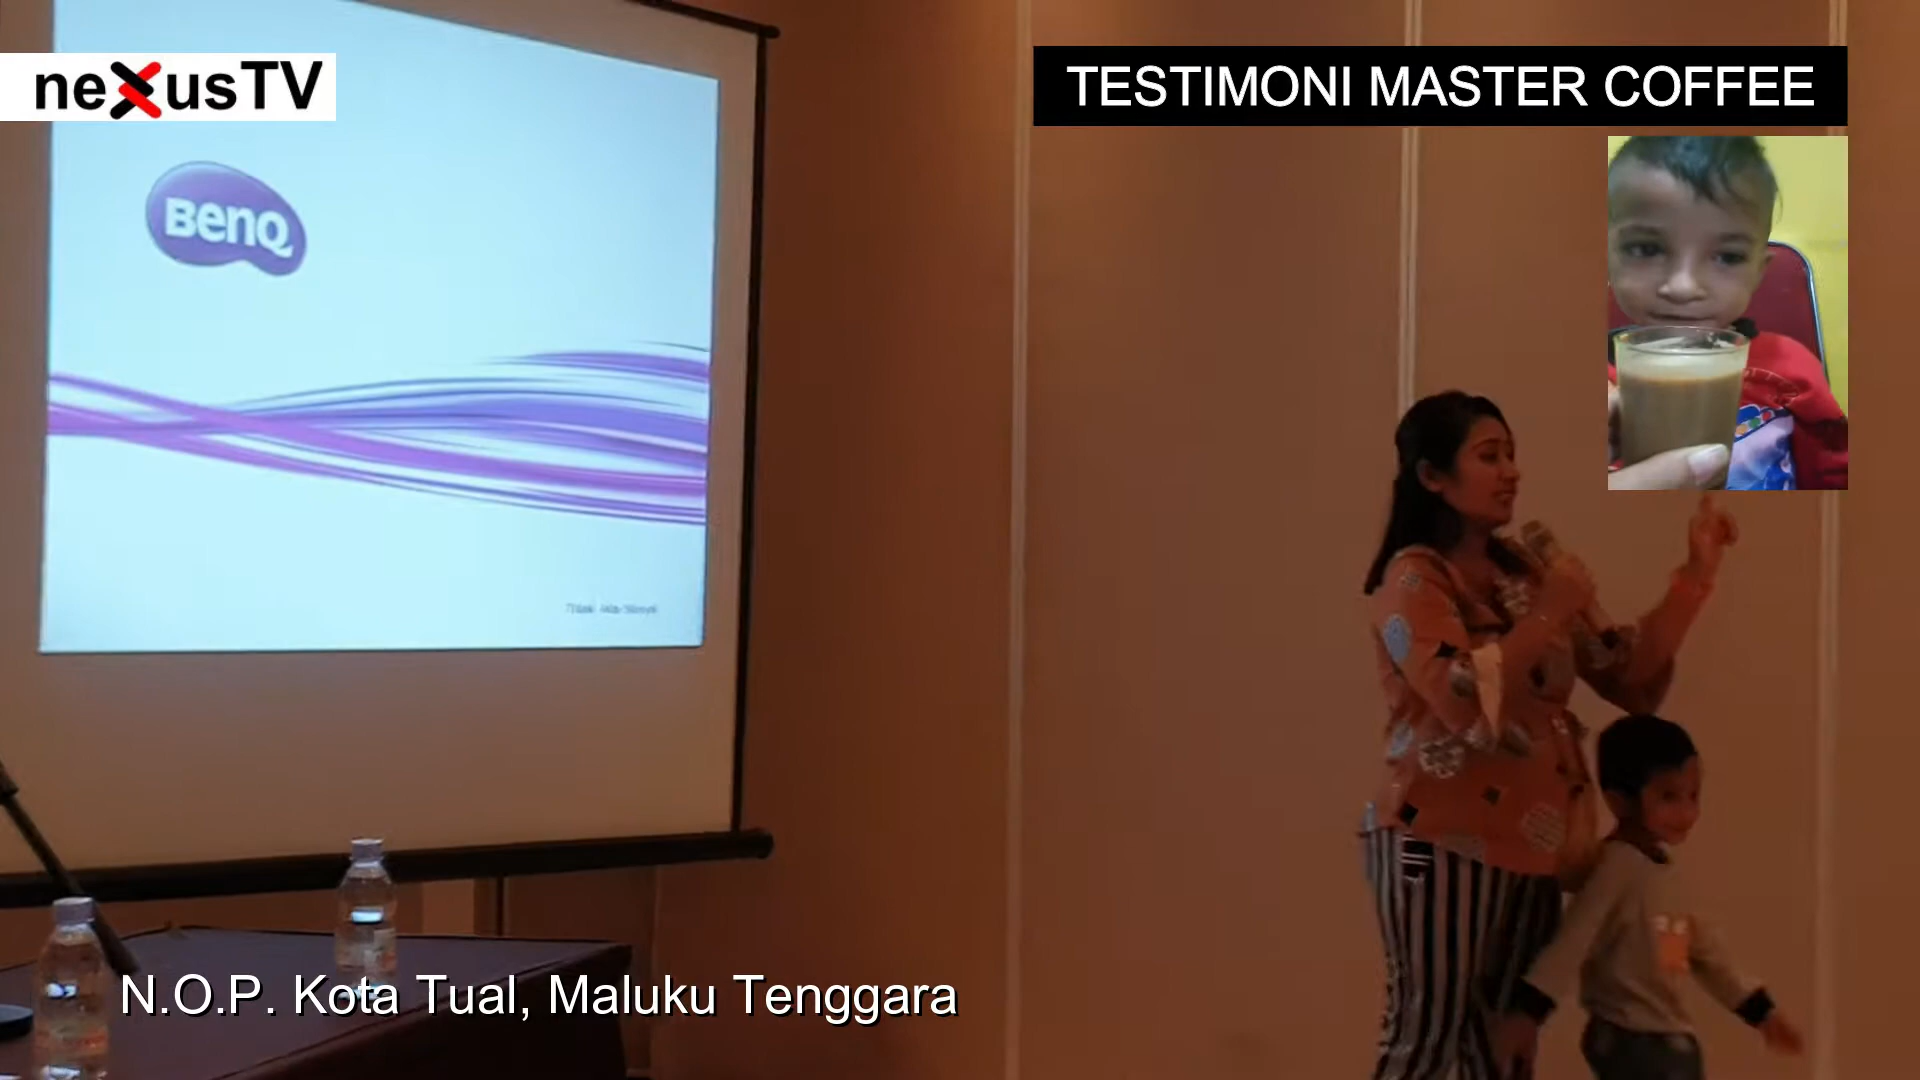 neXusTV
TESTIMONI MASTER COFFEE
BenQ
N.O.P. Kota Tual, Maluku Tenggara